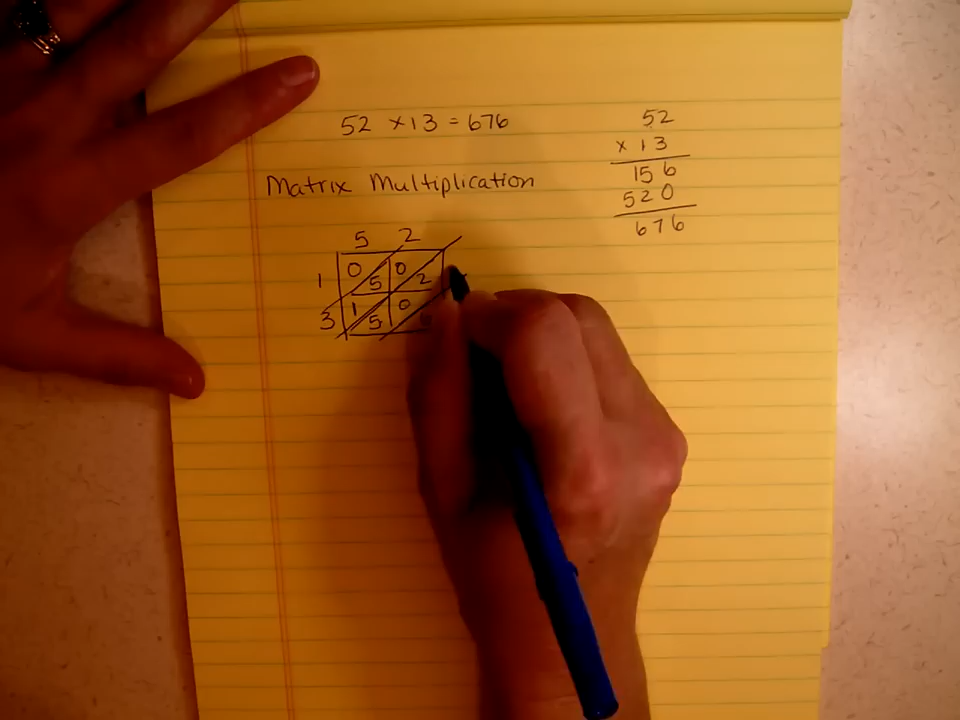 52 × 13 = 676
Matrix Multiplication
52
× 13
156
520
676
5 2
1 0 5 0 2
3 1 5 0